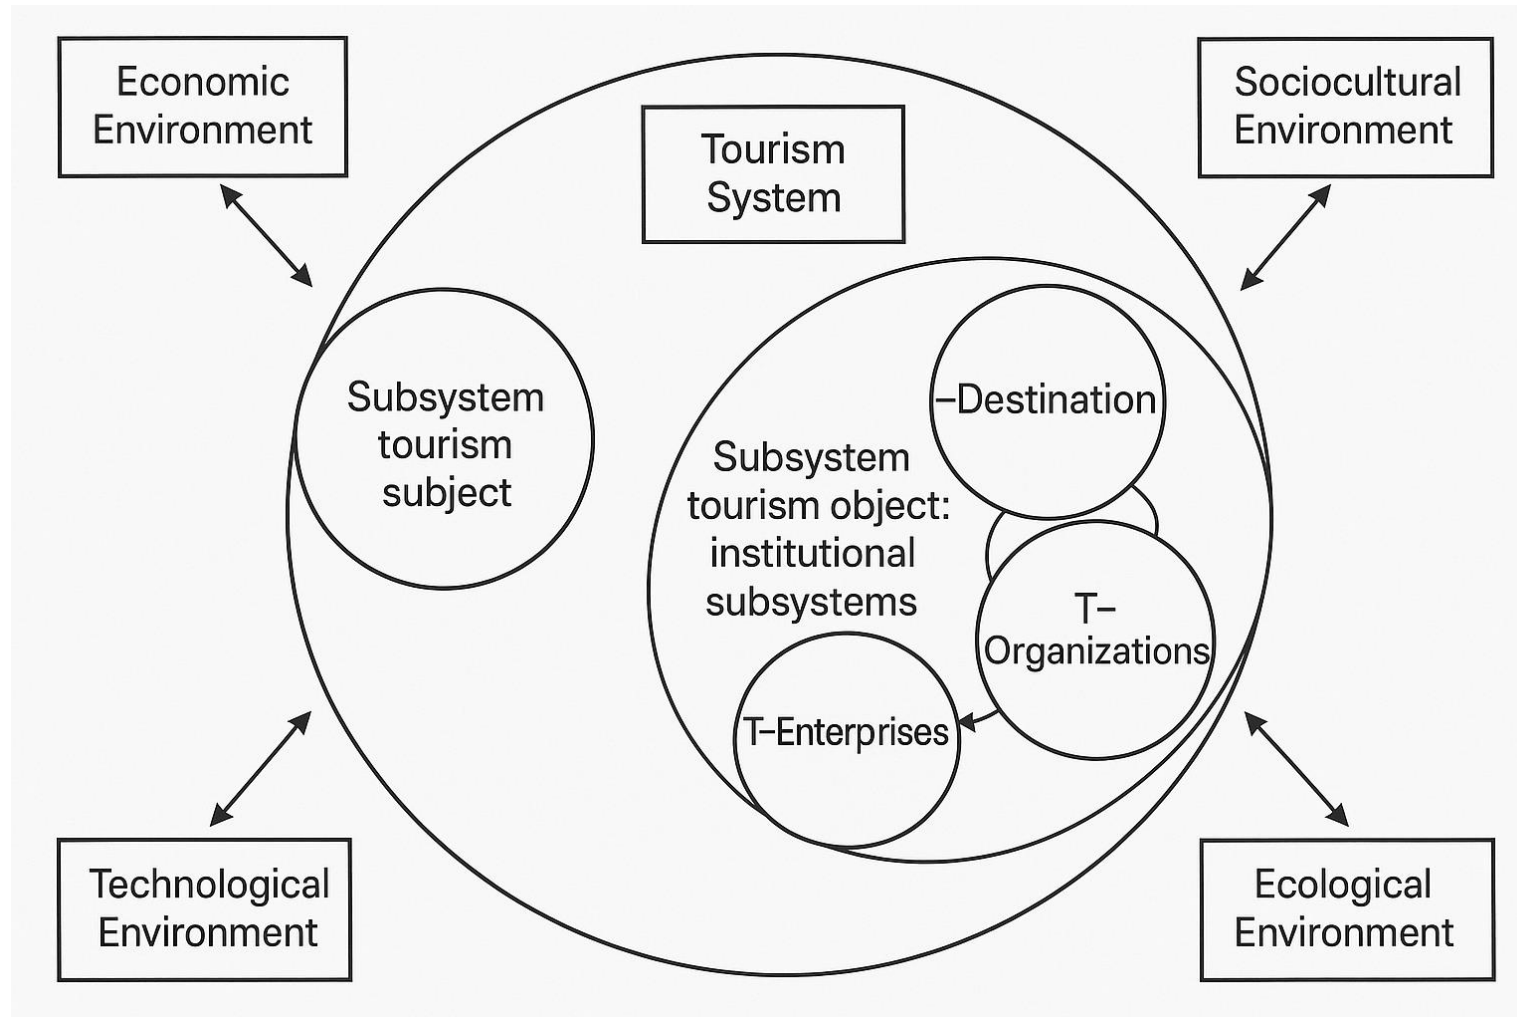 Economic
Environment
Sociocultural
Environment
Tourism
System
Subsystem
tourism
subject
Subsystem
tourism object:
institutional
subsystems
–Destination
T–
Organizations
T–Enterprises
Technological
Environment
Ecological
Environment